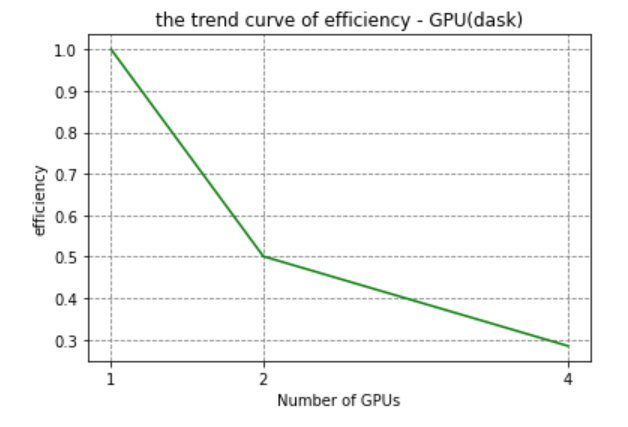 the trend curve of efficiency - GPU(dask)
1.0
0.9
0.8
0.7
0.6
0.5
0.4
0.3
efficiency
1 2 4
Number of GPUs